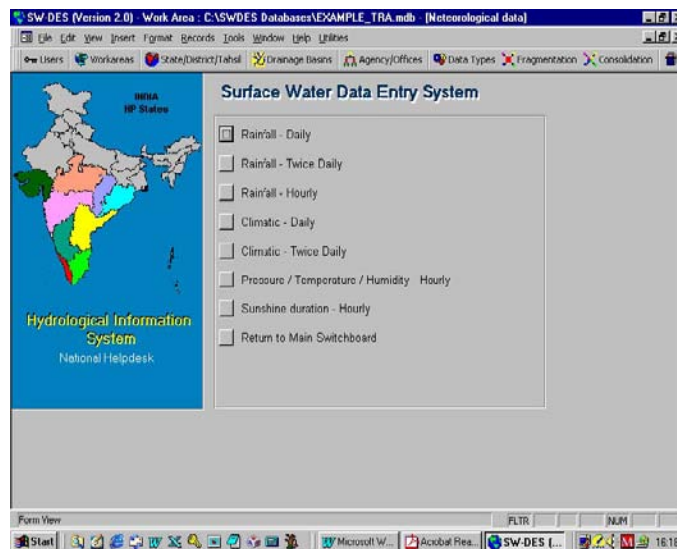 SW-DES (Version 2.0) - Work Area : C:\SWDES Databases\EXAMPLE_TRA.mdb - [Meteorological data]
File Edit View Insert Format Records Tools Window Help Utilities
Users Workareas State/District/Tahsil Drainage Basins Agency/Offices Data Types Fragmentation Consolidation
INDIA
HP States
Surface Water Data Entry System
Rainfall - Daily
Rainfall - Twice Daily
Rainfall - Hourly
Climatic - Daily
Climatic - Twice Daily
Pressure / Temperature / Humidity Hourly
Sunshine duration - Hourly
Return to Main Switchboard
Hydrological Information
System
National Helpdesk
Form View FLTR NUM
Start Microsoft W... Acrobat Rea... SW-DES (... 16:18